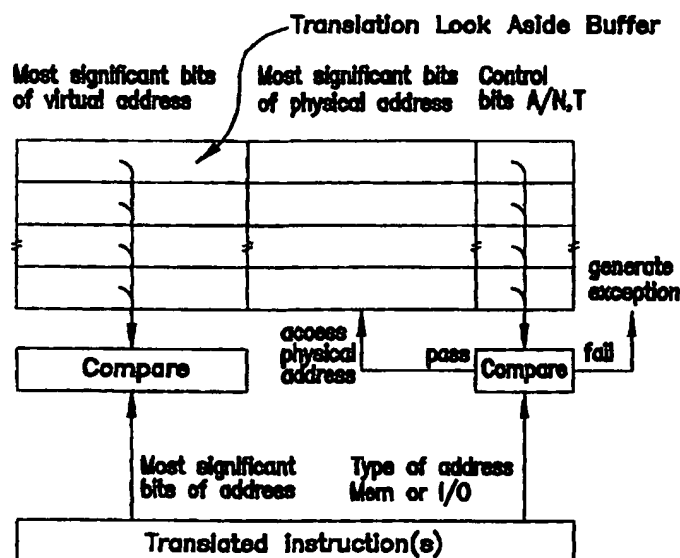 Translation Look Aside Buffer
Most significant bits
of virtual address
Most significant bits
of physical address
Control
bits A/N,T
generate
exception
access
physical
address
pass
fail
Compare
Compare
Most significant
bits of address
Type of address
Mem or I/O
Translated instruction(s)